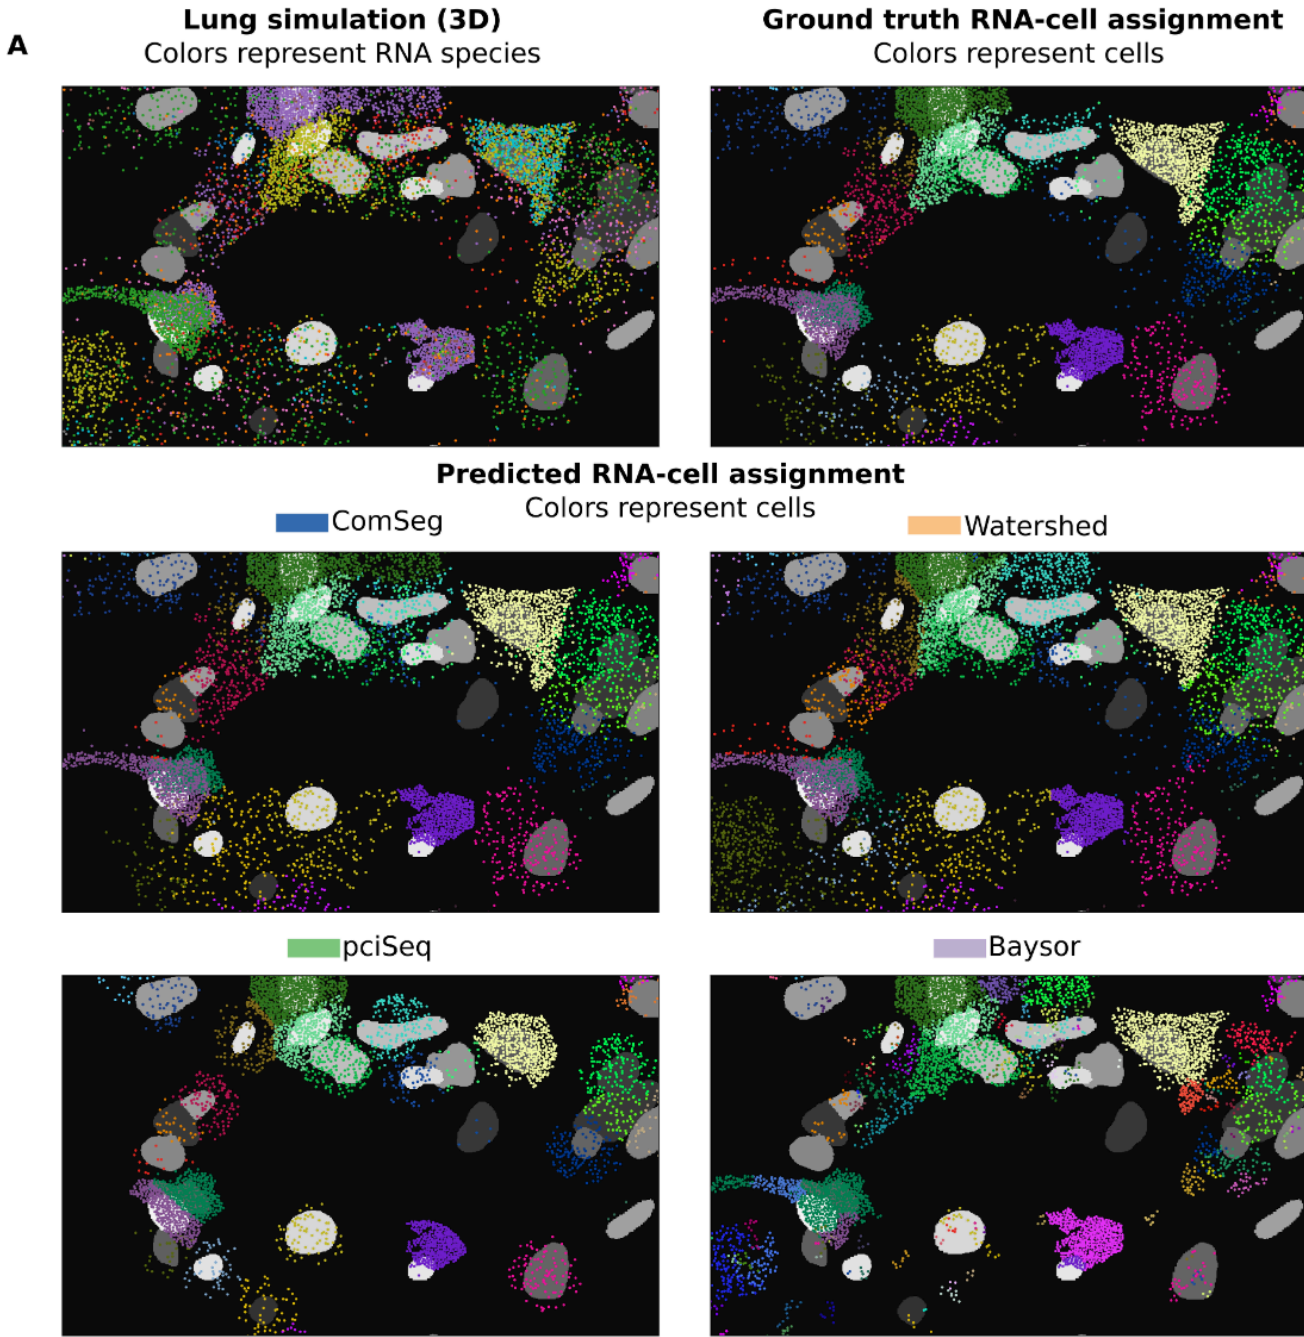 A
Lung simulation (3D)
Colors represent RNA species
Ground truth RNA-cell assignment
Colors represent cells
Predicted RNA-cell assignment
Colors represent cells
ComSeg
Watershed
pciSeq
Baysor